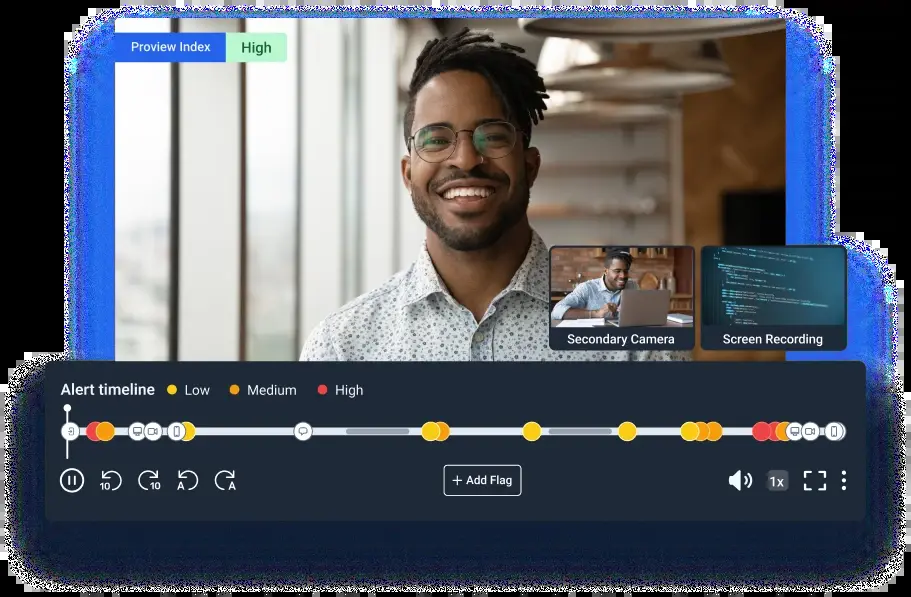 Proview Index High
Secondary Camera
Screen Recording
Alert timeline Low Medium High
10 10 A A
+ Add Flag
1x